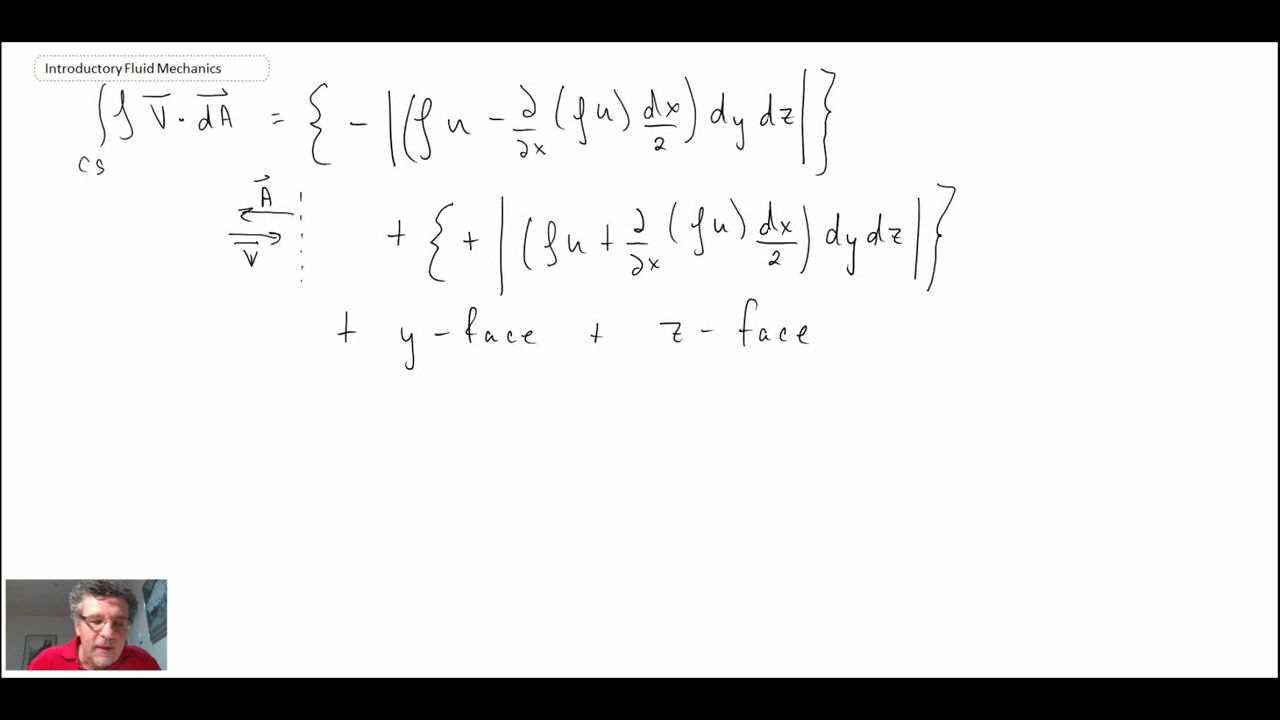 Introductory Fluid Mechanics
∫∫ ρ V̅ · dA⃗ = { − |(ρu − ∂/∂x (ρu) dx/2) dy dz| }
CS
A⃗
V̅
+ { + |(ρu + ∂/∂x (ρu) dx/2) dy dz| }
+ y - face + z - face